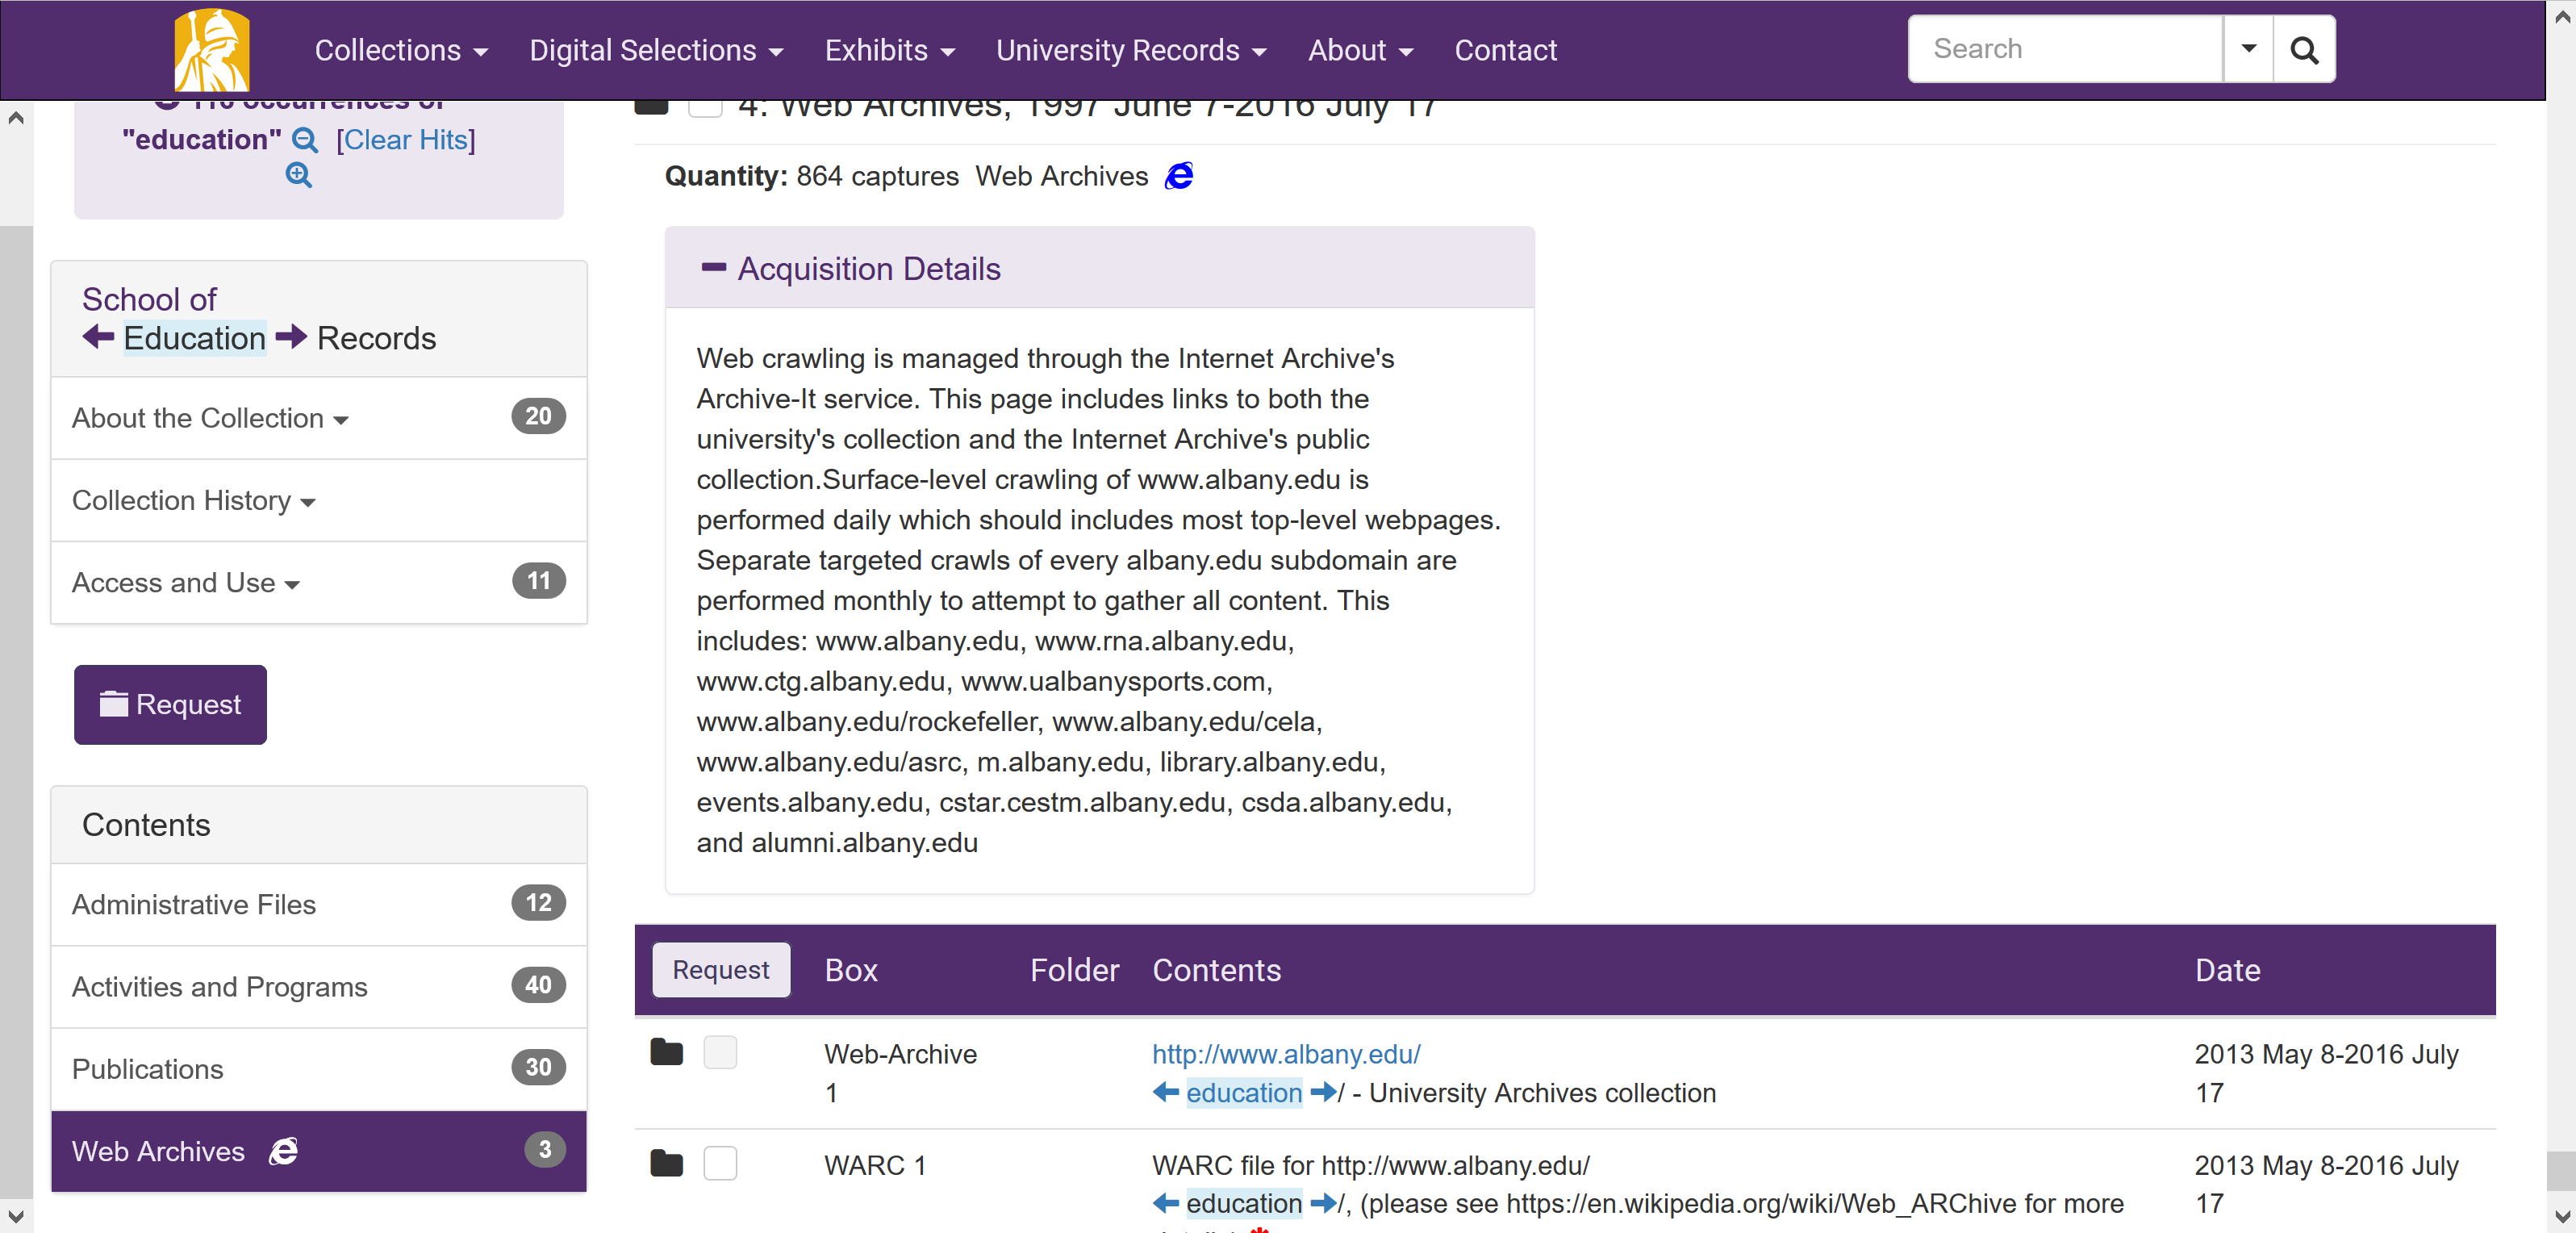 Collections
Digital Selections
Exhibits
University Records
About
Contact
Search
occurrences of
"education" [Clear Hits]
School of
Education Records
About the Collection 20
Collection History
Access and Use 11
Request
Contents
Administrative Files 12
Activities and Programs 40
Publications 30
Web Archives 3
4: Web Archives, 1997 June 7-2016 July 17
Quantity: 864 captures Web Archives
Acquisition Details
Web crawling is managed through the Internet Archive's
Archive-It service. This page includes links to both the
university's collection and the Internet Archive's public
collection.Surface-level crawling of www.albany.edu is
performed daily which should includes most top-level webpages.
Separate targeted crawls of every albany.edu subdomain are
performed monthly to attempt to gather all content. This
includes: www.albany.edu, www.rna.albany.edu,
www.ctg.albany.edu, www.ualbanysports.com,
www.albany.edu/rockefeller, www.albany.edu/cela,
www.albany.edu/asrc, m.albany.edu, library.albany.edu,
events.albany.edu, cstar.cestm.albany.edu, csda.albany.edu,
and alumni.albany.edu
Request Box Folder Contents Date
Web-Archive http://www.albany.edu/ 2013 May 8-2016 July
1 education / - University Archives collection 17
WARC 1 WARC file for http://www.albany.edu/ 2013 May 8-2016 July
education /, (please see https://en.wikipedia.org/wiki/Web_ARChive for more 17